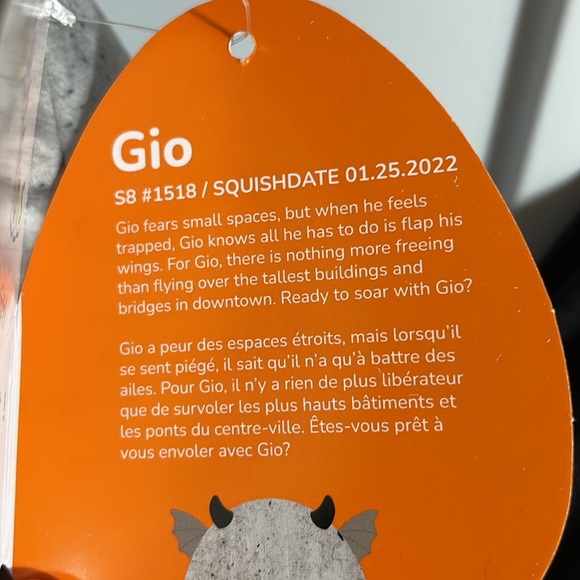 Gio
S8 #1518 / SQUISHDATE 01.25.2022
Gio fears small spaces, but when he feels
trapped, Gio knows all he has to do is flap his
wings. For Gio, there is nothing more freeing
than flying over the tallest buildings and
bridges in downtown. Ready to soar with Gio?
Gio a peur des espaces étroits, mais lorsqu'il
se sent piégé, il sait qu'il n'a qu'à battre des
ailes. Pour Gio, il n'y a rien de plus libérateur
que de survoler les plus hauts bâtiments et
les ponts du centre-ville. Êtes-vous prêt à
vous envoler avec Gio?